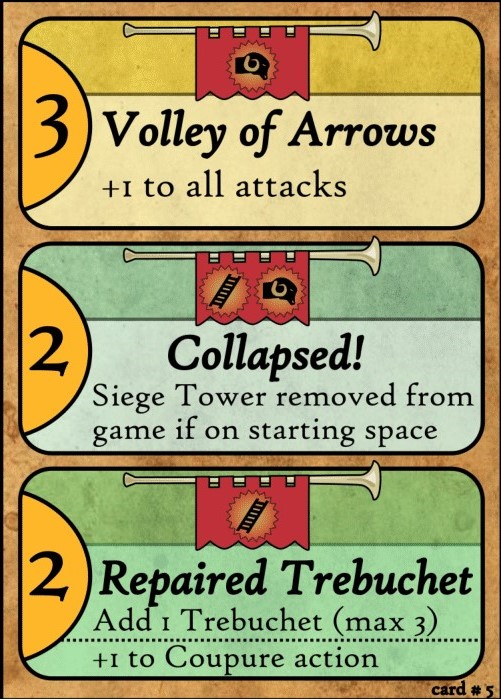 3
Volley of Arrows
+1 to all attacks
2
Collapsed!
Siege Tower removed from
game if on starting space
2
Repaired Trebuchet
Add 1 Trebuchet (max 3)
+1 to Coupure action
card # 5